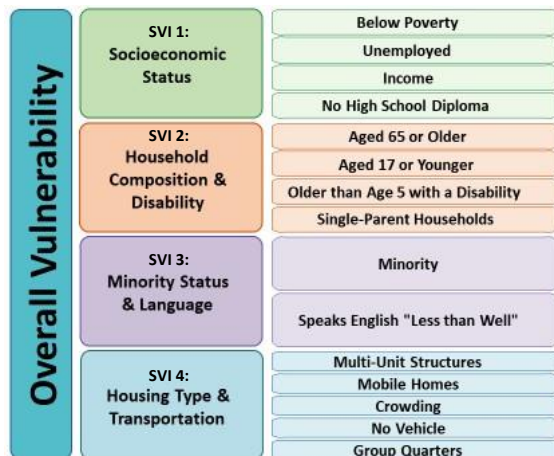 Overall Vulnerability
SVI 1:
Socioeconomic
Status
Below Poverty
Unemployed
Income
No High School Diploma
SVI 2:
Household
Composition &
Disability
Aged 65 or Older
Aged 17 or Younger
Older than Age 5 with a Disability
Single-Parent Households
SVI 3:
Minority Status
& Language
Minority
Speaks English "Less than Well"
SVI 4:
Housing Type &
Transportation
Multi-Unit Structures
Mobile Homes
Crowding
No Vehicle
Group Quarters